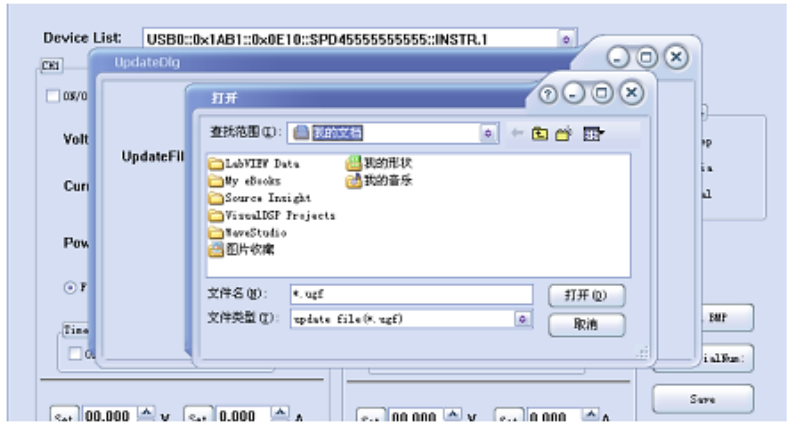 Device List: USB0::0x1AB1::0x0E10::SPD45555555555::INSTR.1
CH1
UpdateDlg
打开
查找范围(I): 我的文档
Volt
UpdateFil
LabVIEW Data
我的形状
My eBooks
我的音乐
Source Insight
VisualDSP Projects
WaveStudio
图片收藏
Pow
文件名(N): *.ugf 打开(O)
文件类型(T): update file(*.ugf) 取消
BMP
Time
ialNum:
Save
Set 00.000 V Set 0.000 A Set 00.000 V Set 0.000 A